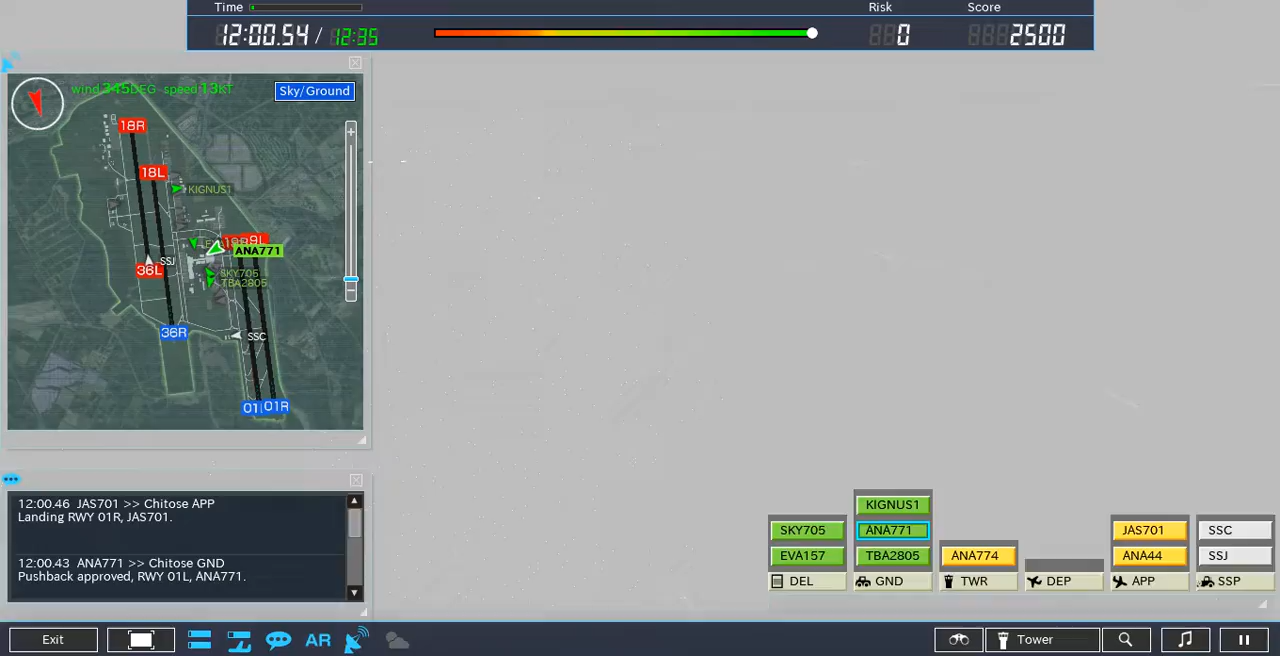 Time
Risk
Score
12:00.54 / 12:35
0
2500
wind 345DEG speed 13KT
Sky/Ground
18R
18L
KIGNUS1
ANA771
SSJ
36L
SKY705
TBA2805
36R
SSC
01R
12:00.46 JAS701 >> Chitose APP
Landing RWY 01R, JAS701.
12:00.43 ANA771 >> Chitose GND
Pushback approved, RWY 01L, ANA771.
KIGNUS1
SKY705
ANA771
JAS701
SSC
EVA157
TBA2805
ANA774
ANA44
SSJ
DEL
GND
TWR
DEP
APP
SSP
Exit
AR
Tower